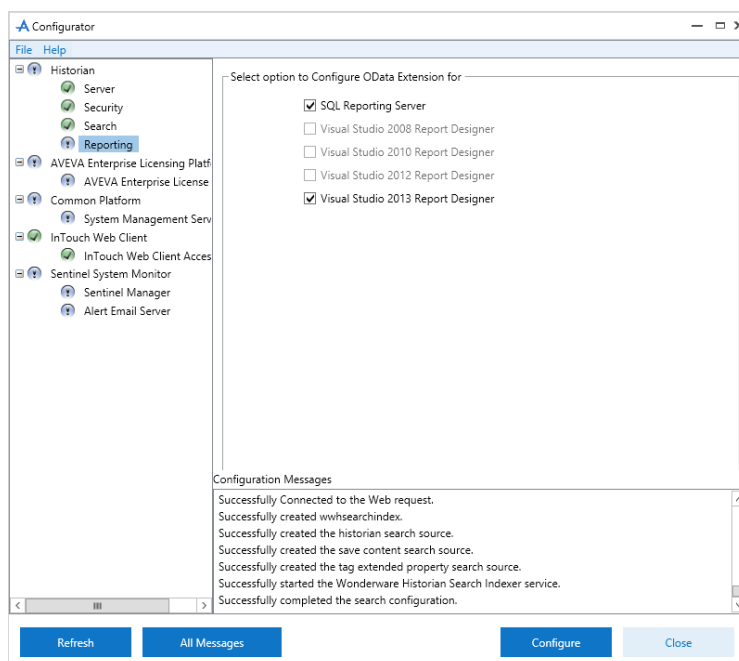 Configurator
File Help
Historian
Server
Security
Search
Reporting
AVEVA Enterprise Licensing Platf
AVEVA Enterprise License
Common Platform
System Management Serv
InTouch Web Client
InTouch Web Client Acces
Sentinel System Monitor
Sentinel Manager
Alert Email Server
Select option to Configure OData Extension for
SQL Reporting Server
Visual Studio 2008 Report Designer
Visual Studio 2010 Report Designer
Visual Studio 2012 Report Designer
Visual Studio 2013 Report Designer
Configuration Messages
Successfully Connected to the Web request.
Successfully created wwhsearchindex.
Successfully created the historian search source.
Successfully created the save content search source.
Successfully created the tag extended property search source.
Successfully started the Wonderware Historian Search Indexer service.
Successfully completed the search configuration.
Refresh All Messages Configure Close